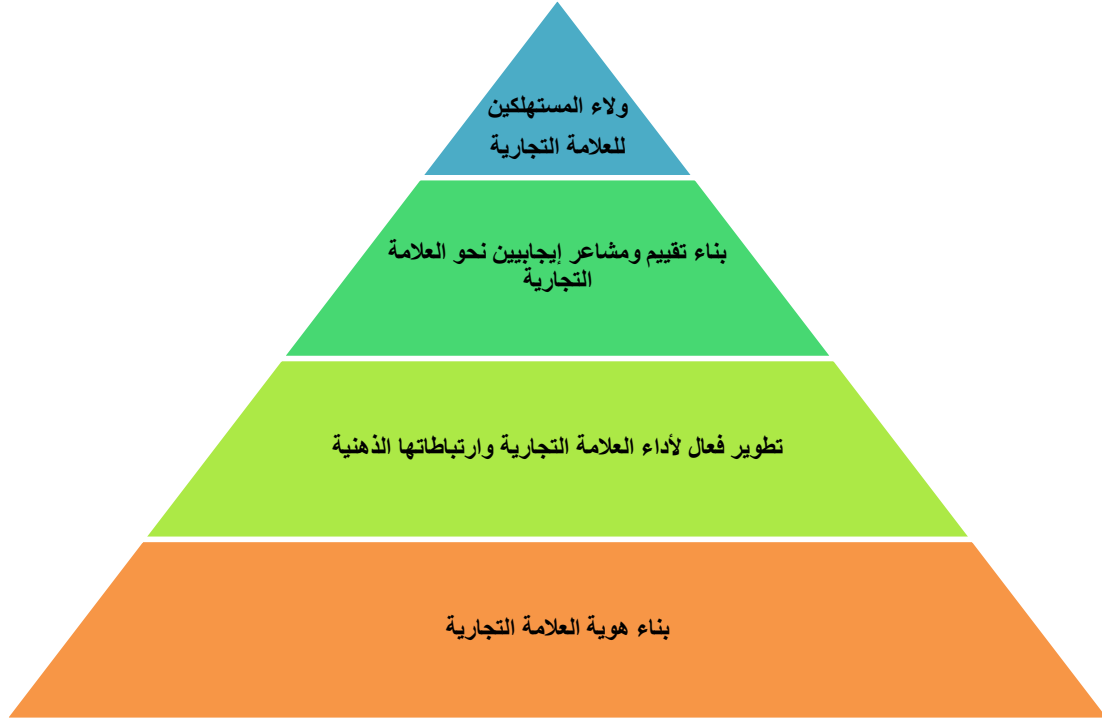 ولاء المستهلكين
للعلامة التجارية
بناء تقييم ومشاعر إيجابيين نحو العلامة
التجارية
تطوير فعال لأداء العلامة التجارية وارتباطاتها الذهنية
بناء هوية العلامة التجارية